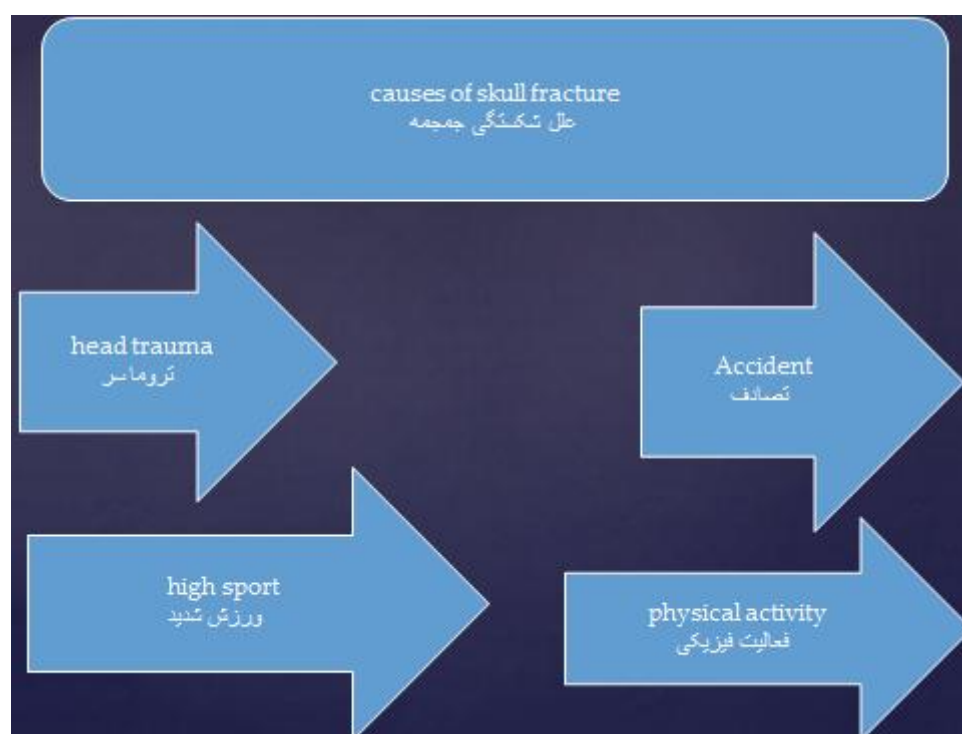 causes of skull fracture
علل شکستگی جمجمه
head trauma
تروما سر
Accident
تصادف
high sport
ورزش شدید
physical activity
فعالیت فیزیکی